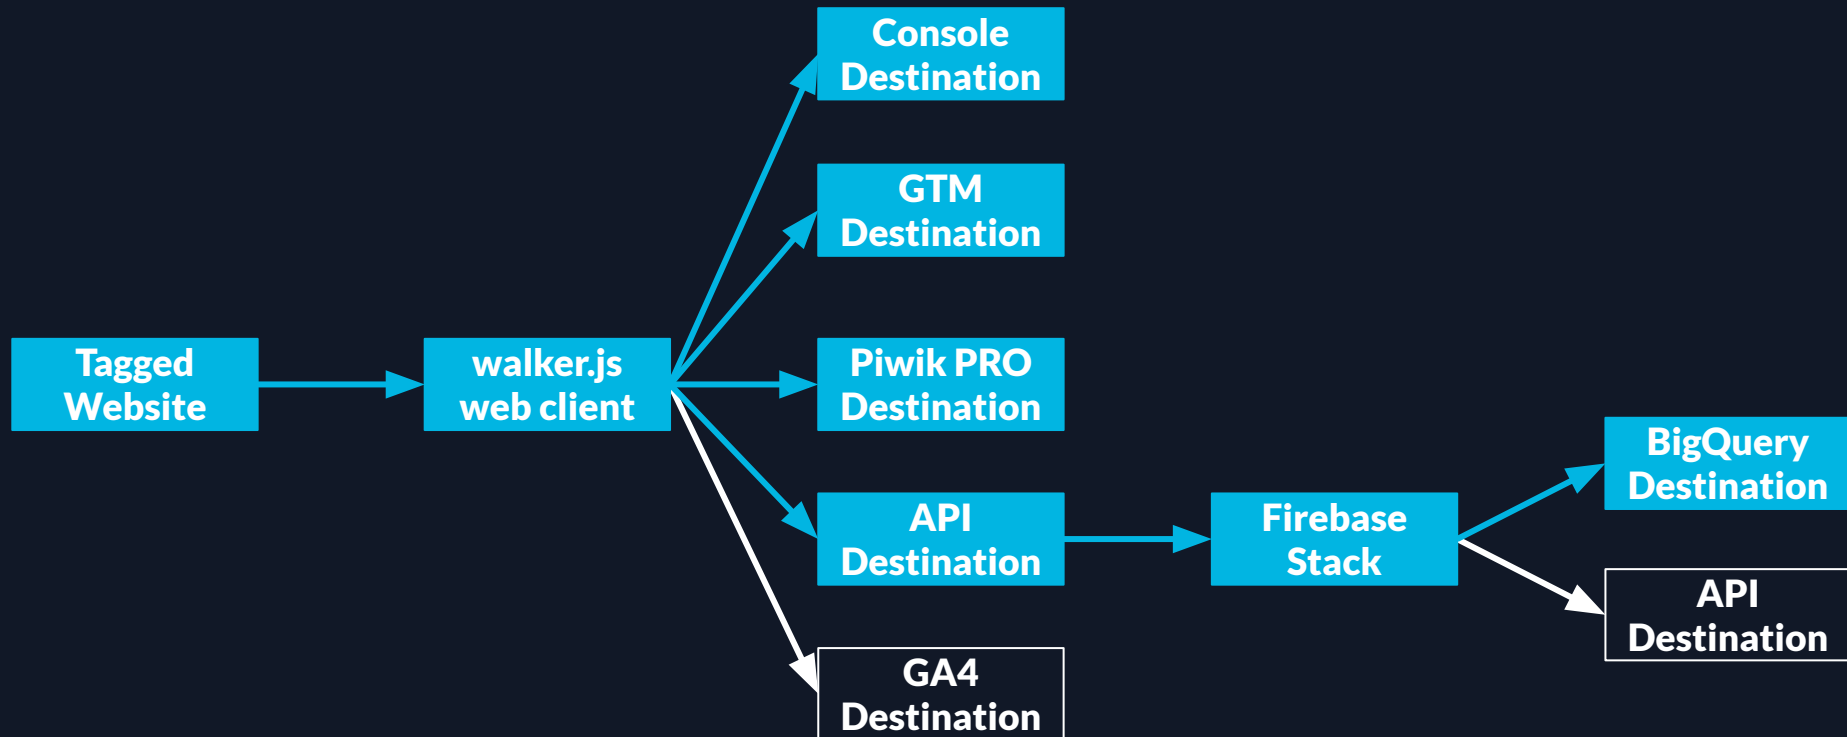 Console
Destination
GTM
Destination
Tagged
Website
walker.js
web client
Piwik PRO
Destination
BigQuery
Destination
API
Destination
Firebase
Stack
API
Destination
GA4
Destination